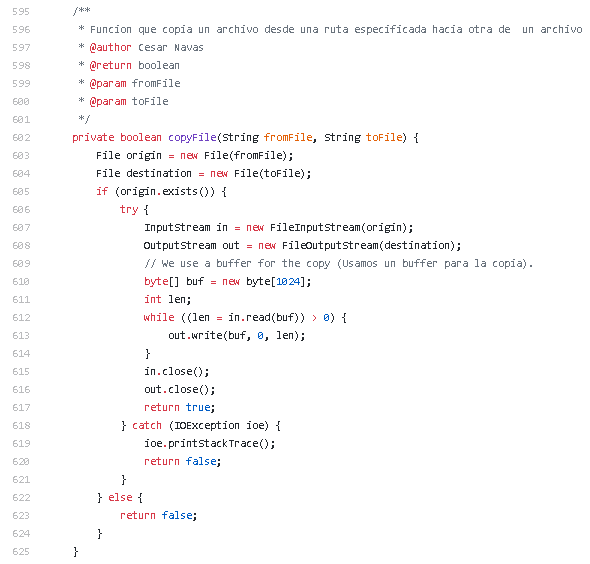 595 /**
596 * Funcion que copia un archivo desde una ruta especificada hacia otra de  un archivo
597 * @author Cesar Navas
598 * @return boolean
599 * @param fromFile
600 * @param toFile
601 */
602 private boolean copyFile(String fromFile, String toFile) {
603 File origin = new File(fromFile);
604 File destination = new File(toFile);
605 if (origin.exists()) {
606 try {
607 InputStream in = new FileInputStream(origin);
608 OutputStream out = new FileOutputStream(destination);
609 // We use a buffer for the copy (Usamos un buffer para la copia).
610 byte[] buf = new byte[1024];
611 int len;
612 while ((len = in.read(buf)) > 0) {
613 out.write(buf, 0, len);
614 }
615 in.close();
616 out.close();
617 return true;
618 } catch (IOException ioe) {
619 ioe.printStackTrace();
620 return false;
621 }
622 } else {
623 return false;
624 }
625 }